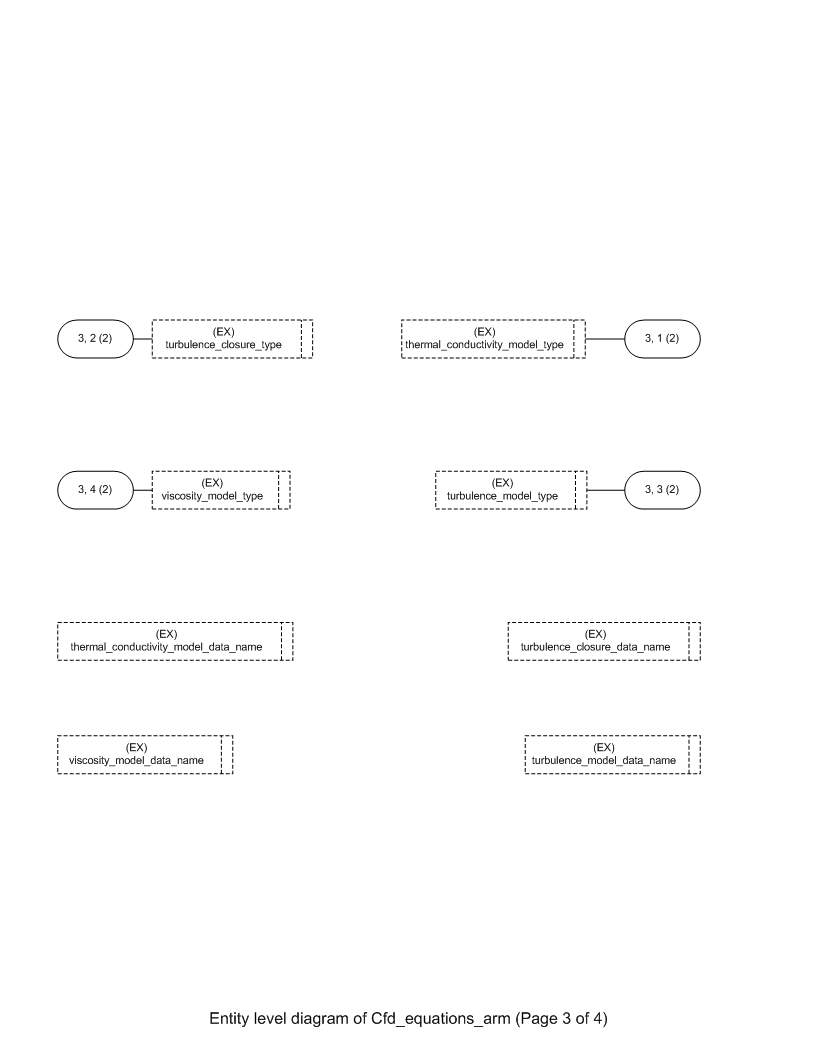 3, 2 (2)
(EX)
turbulence_closure_type
(EX)
thermal_conductivity_model_type
3, 1 (2)
3, 4 (2)
(EX)
viscosity_model_type
(EX)
turbulence_model_type
3, 3 (2)
(EX)
thermal_conductivity_model_data_name
(EX)
turbulence_closure_data_name
(EX)
viscosity_model_data_name
(EX)
turbulence_model_data_name
Entity level diagram of Cfd_equations_arm (Page 3 of 4)